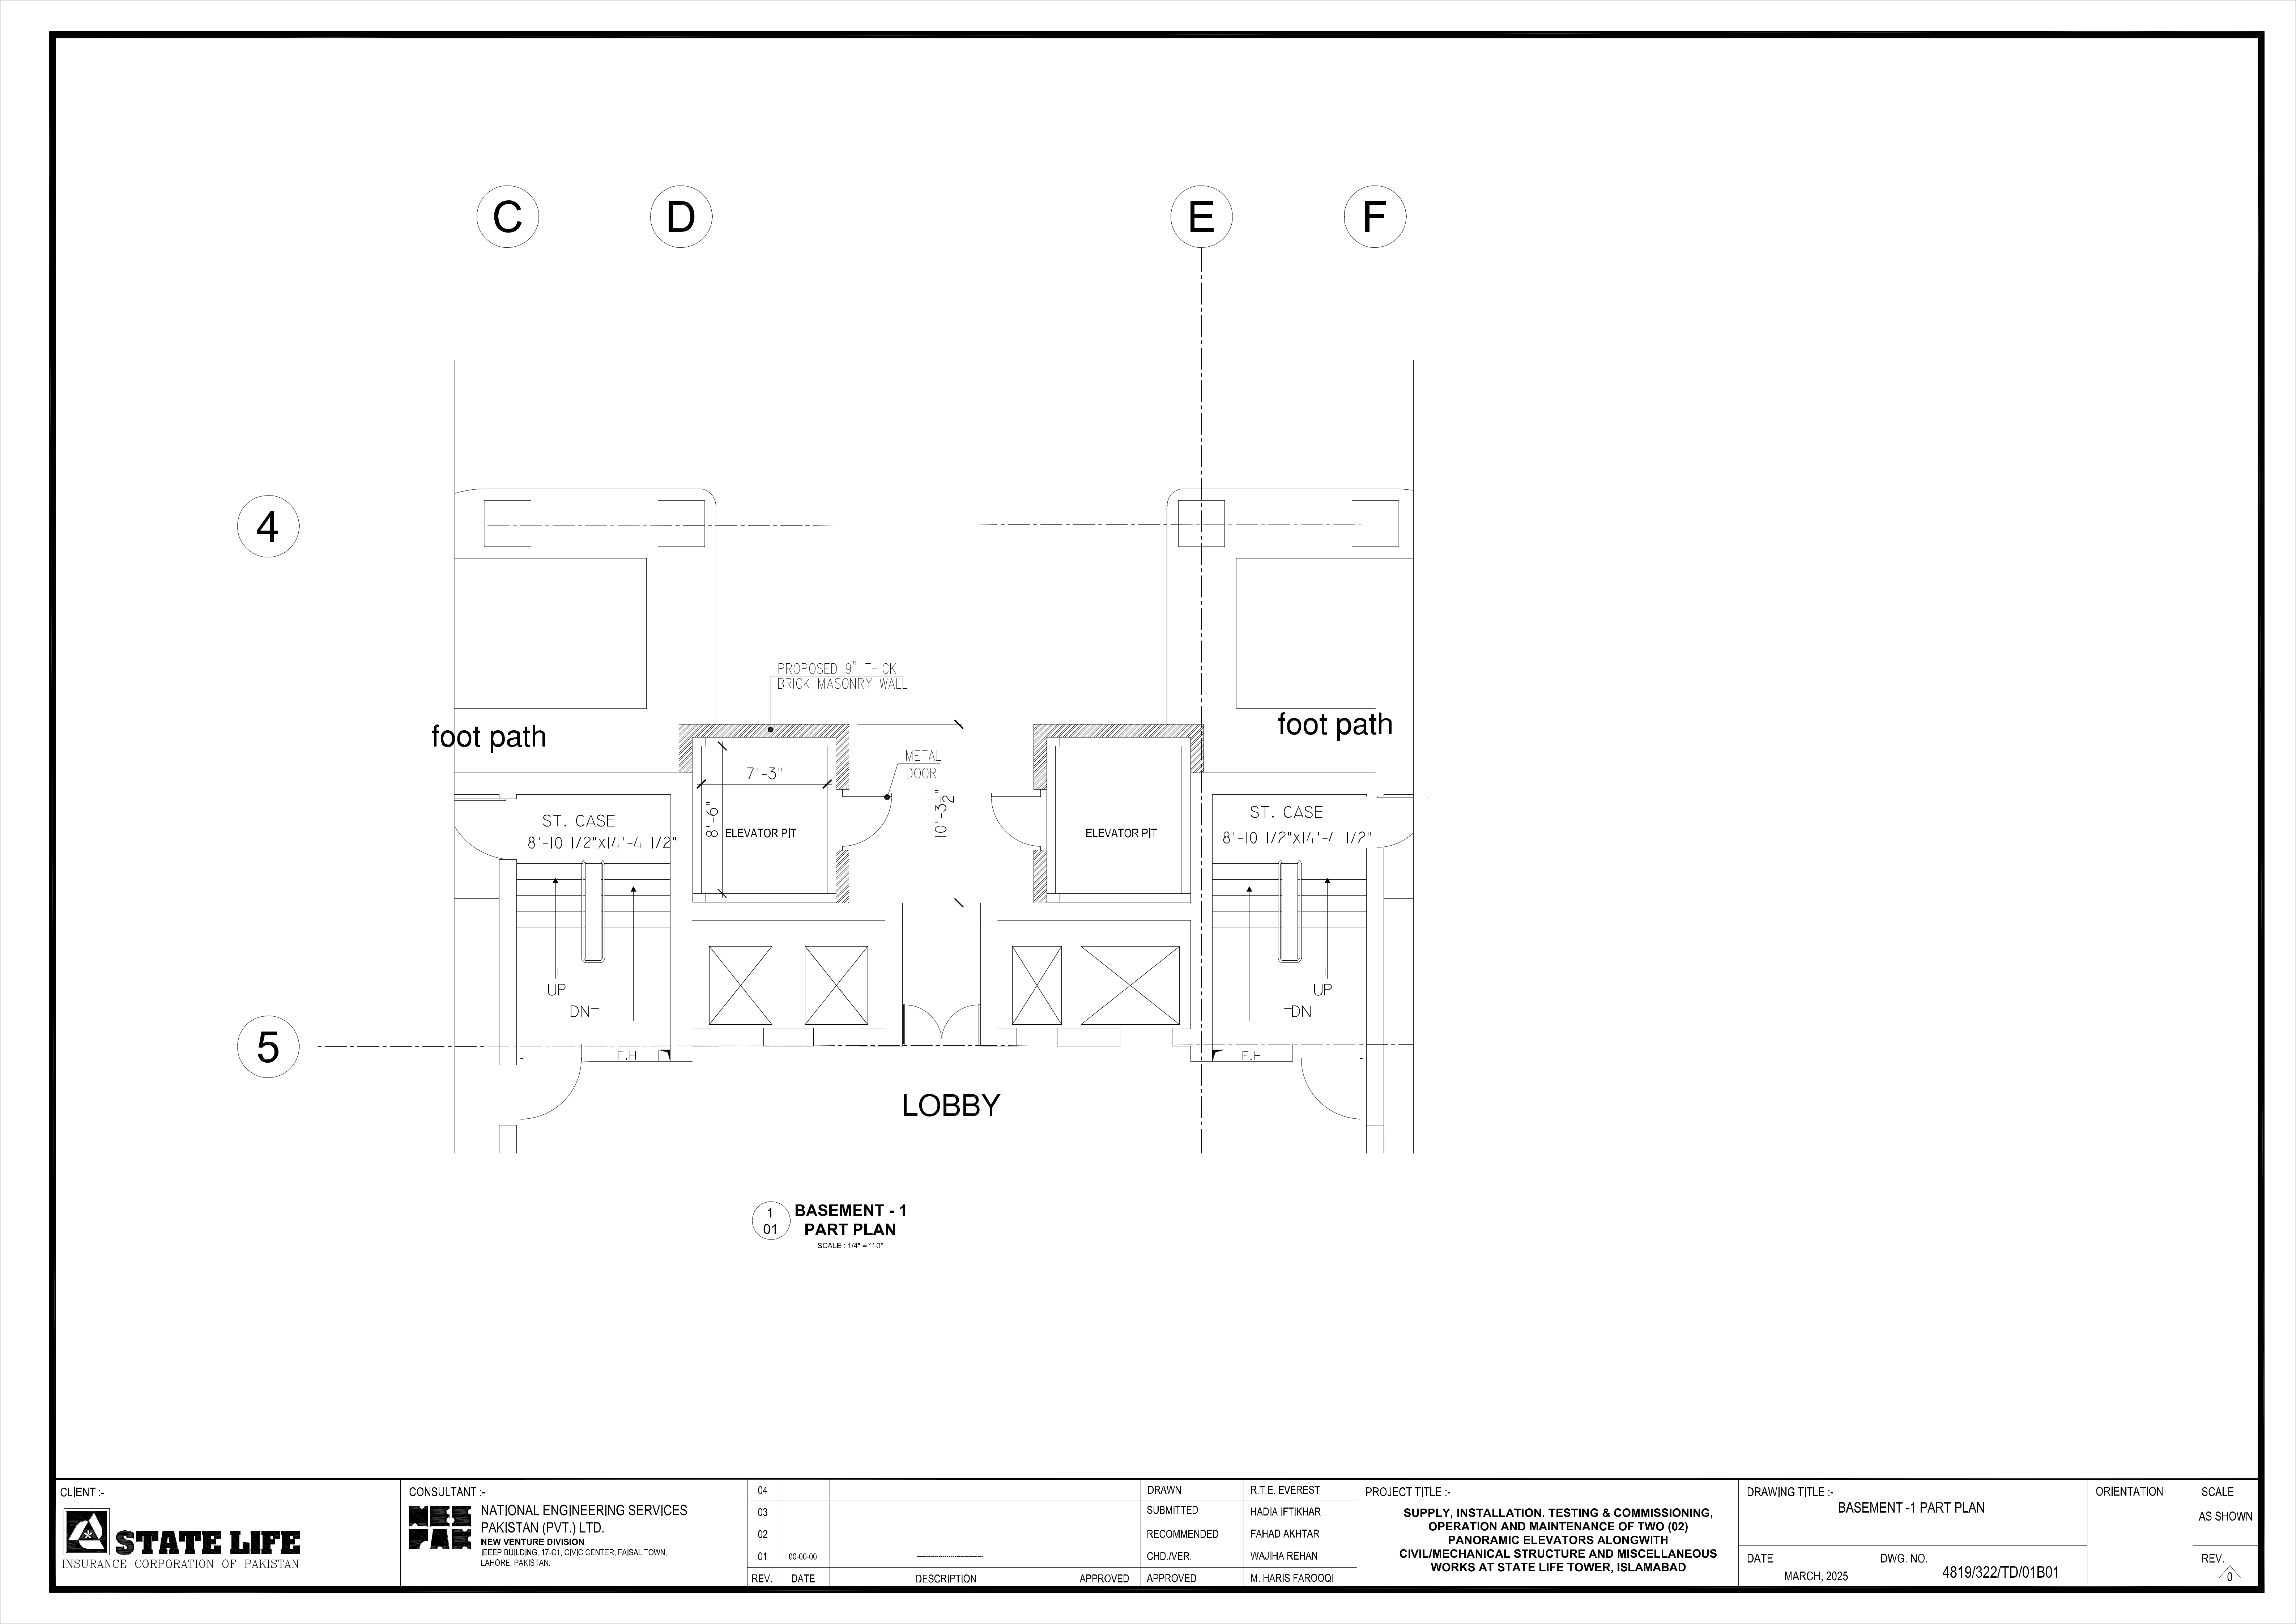 C
D
E
F
4
PROPOSED 9" THICK
BRICK MASONRY WALL
foot path
foot path
METAL
DOOR
7'-3"
8'-6"
10'-3 1/2"
ELEVATOR PIT
ELEVATOR PIT
ST. CASE
8'-10 1/2"X14'-4 1/2"
ST. CASE
8'-10 1/2"X14'-4 1/2"
UP
DN
UP
DN
5
F.H
F.H
LOBBY
1
01
BASEMENT - 1
PART PLAN
SCALE : 1/4" = 1'-0"
CLIENT :-
STATE LIFE
INSURANCE CORPORATION OF PAKISTAN
CONSULTANT :-
NES
PAK
NATIONAL ENGINEERING SERVICES
PAKISTAN (PVT.) LTD.
NEW VENTURE DIVISION
IEEEP BUILDING, 17-C1, CIVIC CENTER, FAISAL TOWN,
LAHORE, PAKISTAN.
04
03
02
01 00-00-00
REV. DATE DESCRIPTION APPROVED
DRAWN R.T.E. EVEREST
SUBMITTED HADIA IFTIKHAR
RECOMMENDED FAHAD AKHTAR
CHD./VER. WAJIHA REHAN
APPROVED M. HARIS FAROOQI
PROJECT TITLE :-
SUPPLY, INSTALLATION. TESTING & COMMISSIONING,
OPERATION AND MAINTENANCE OF TWO (02)
PANORAMIC ELEVATORS ALONGWITH
CIVIL/MECHANICAL STRUCTURE AND MISCELLANEOUS
WORKS AT STATE LIFE TOWER, ISLAMABAD
DRAWING TITLE :-
BASEMENT -1 PART PLAN
DATE
MARCH, 2025
DWG. NO.
4819/322/TD/01B01
ORIENTATION
SCALE
AS SHOWN
REV.
0